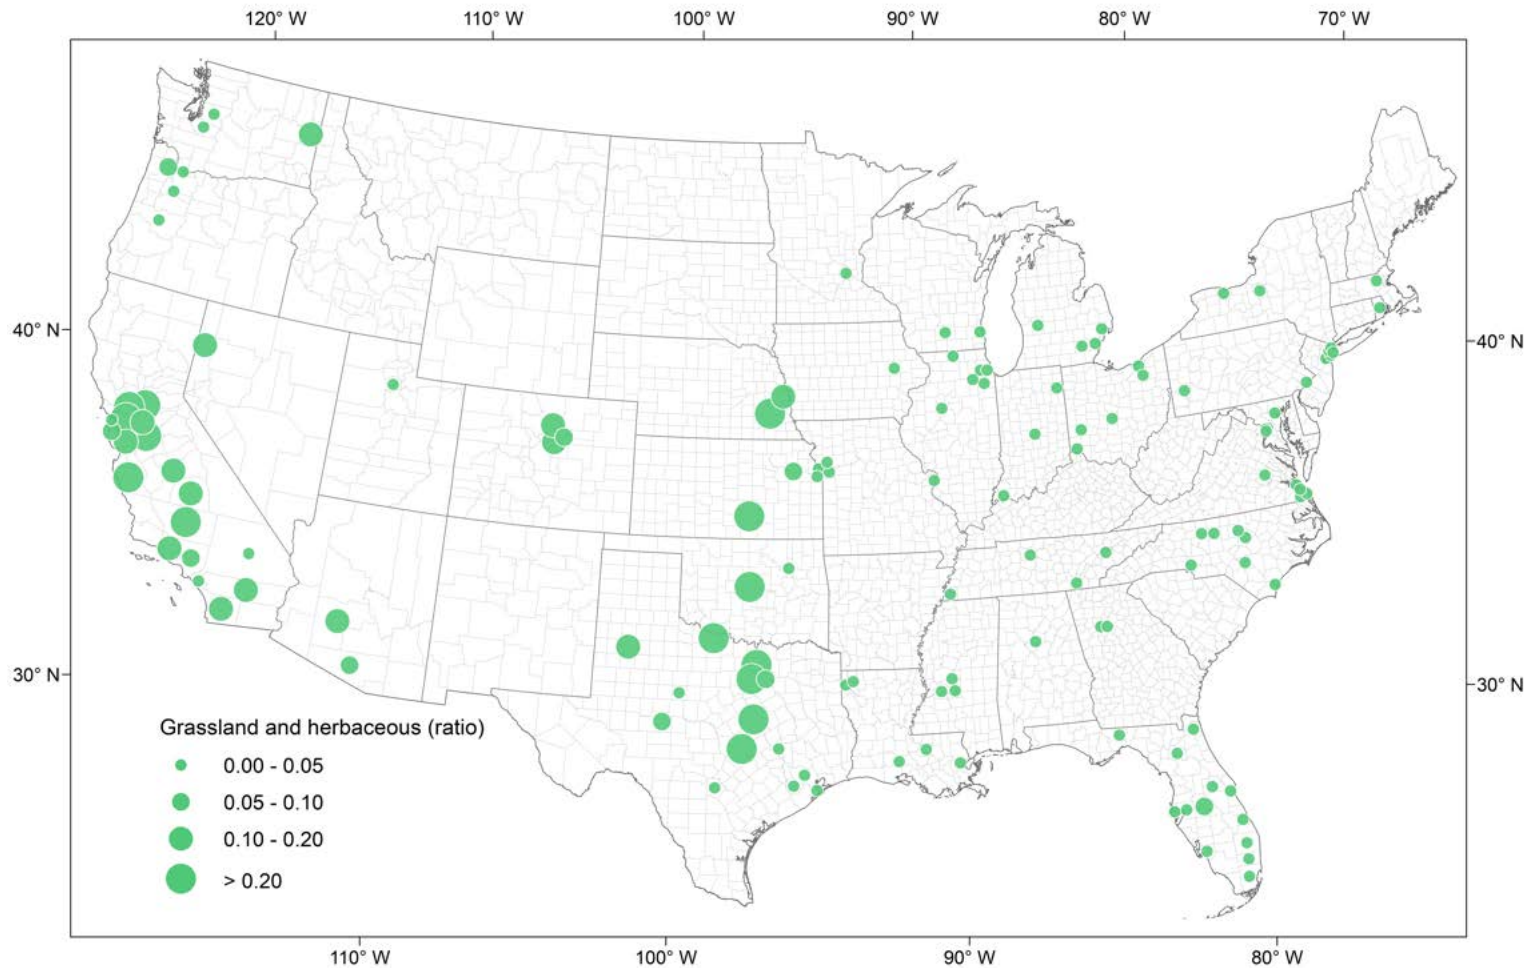 120° W 110° W 100° W 90° W 80° W 70° W
40° N 40° N
30° N 30° N
Grassland and herbaceous (ratio)
0.00 - 0.05
0.05 - 0.10
0.10 - 0.20
> 0.20
110° W 100° W 90° W 80° W